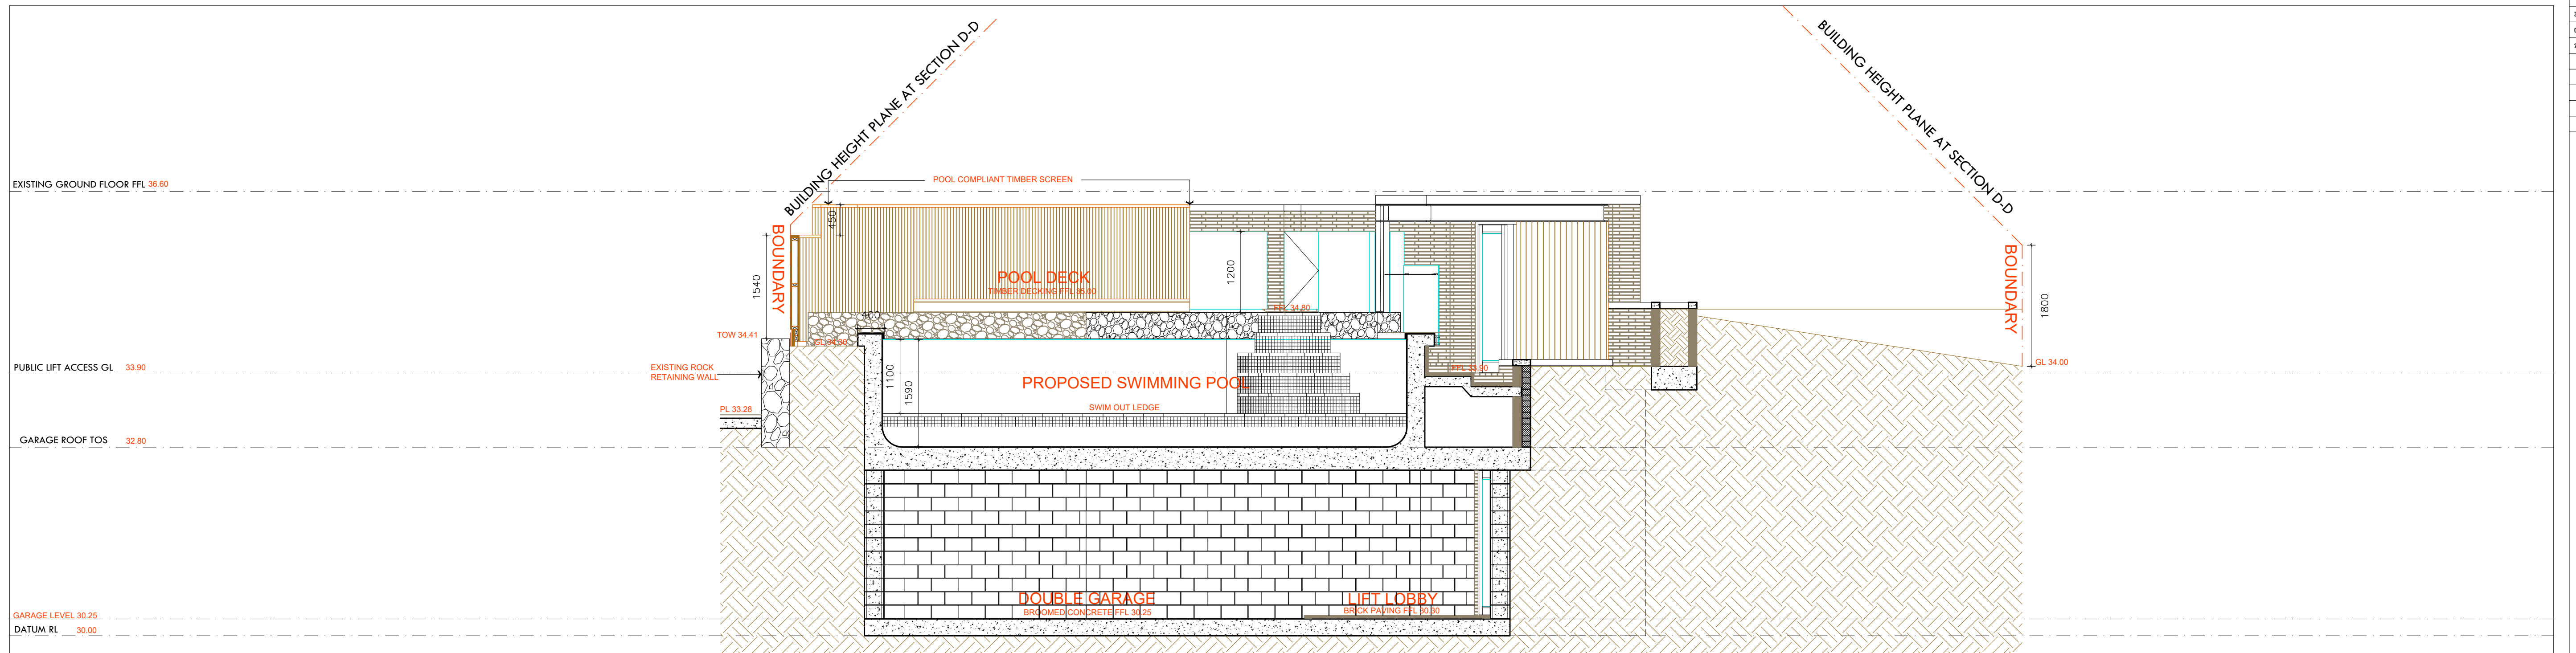 BUILDING HEIGHT PLANE AT SECTION D-D
BUILDING HEIGHT PLANE AT SECTION D-D
EXISTING GROUND FLOOR FFL 36.60
POOL COMPLIANT TIMBER SCREEN
450
BOUNDARY
1540
POOL DECK
TIMBER DECKING FFL 35.00
1200
BOUNDARY
1800
FFL 34.80
400
TOW 34.41
PUBLIC LIFT ACCESS GL 33.90
EXISTING ROCK
RETAINING WALL
1100
1590
PROPOSED SWIMMING POOL
SWIM OUT LEDGE
GL 34.00
PL 33.28
GARAGE ROOF TOS 32.80
DOUBLE GARAGE
BROOMED CONCRETE FFL 30.25
LIFT LOBBY
BRICK PAVING FFL 30.30
GARAGE LEVEL 30.25
DATUM RL 30.00